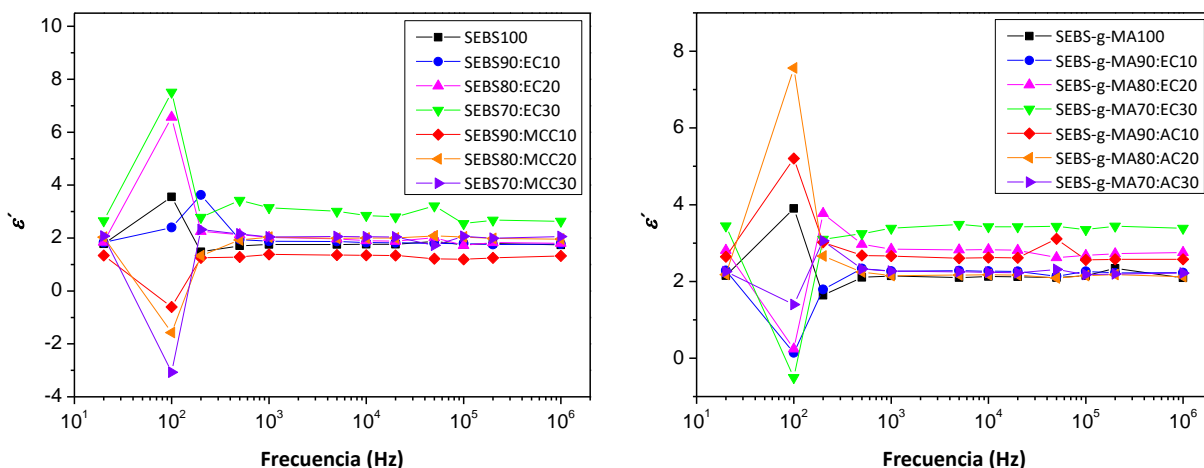 10
8
6
4
2
0
-2
-4
ε´
10¹ 10² 10³ 10⁴ 10⁵ 10⁶
Frecuencia (Hz)
SEBS100
SEBS90:EC10
SEBS80:EC20
SEBS70:EC30
SEBS90:MCC10
SEBS80:MCC20
SEBS70:MCC30
8
6
4
2
0
ε´
10¹ 10² 10³ 10⁴ 10⁵ 10⁶
Frecuencia (Hz)
SEBS-g-MA100
SEBS-g-MA90:EC10
SEBS-g-MA80:EC20
SEBS-g-MA70:EC30
SEBS-g-MA90:AC10
SEBS-g-MA80:AC20
SEBS-g-MA70:AC30